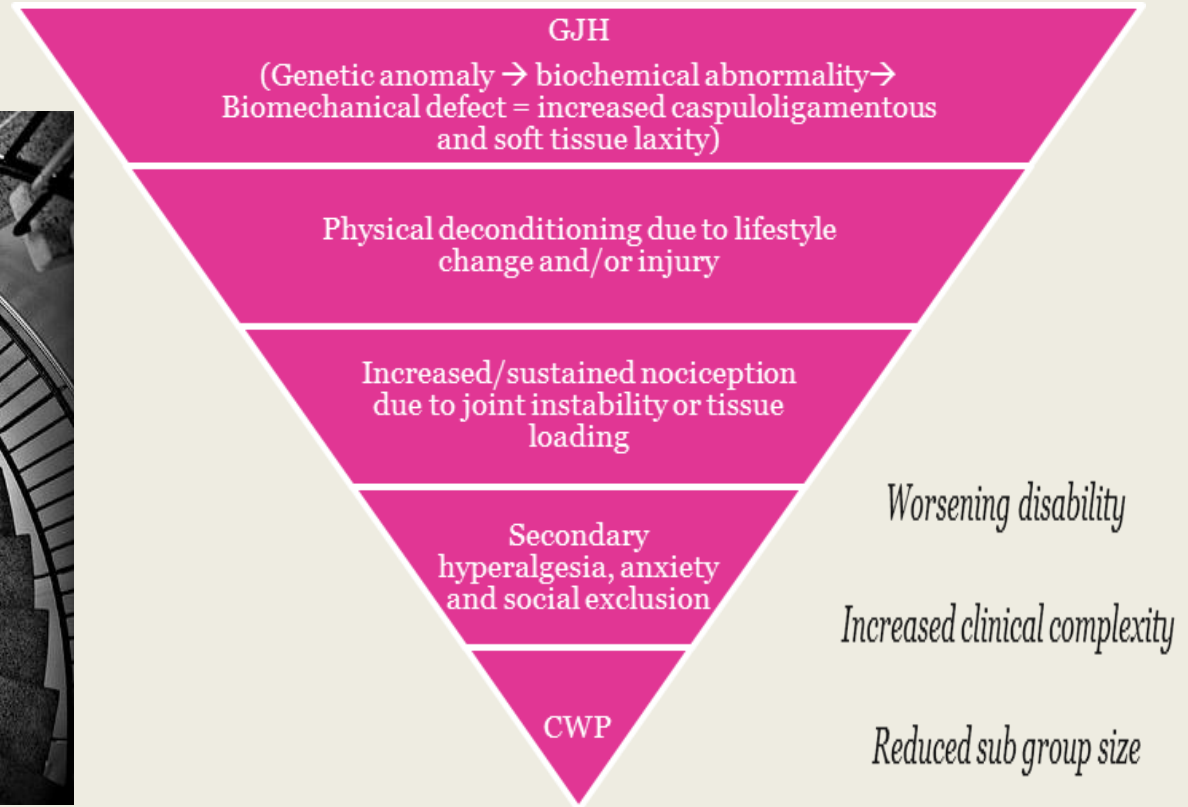 GJH
(Genetic anomaly → biochemical abnormality→
Biomechanical defect = increased caspuloligamentous
and soft tissue laxity)
Physical deconditioning due to lifestyle
change and/or injury
Increased/sustained nociception
due to joint instability or tissue
loading
Secondary
hyperalgesia, anxiety
and social exclusion
CWP
Worsening disability
Increased clinical complexity
Reduced sub group size